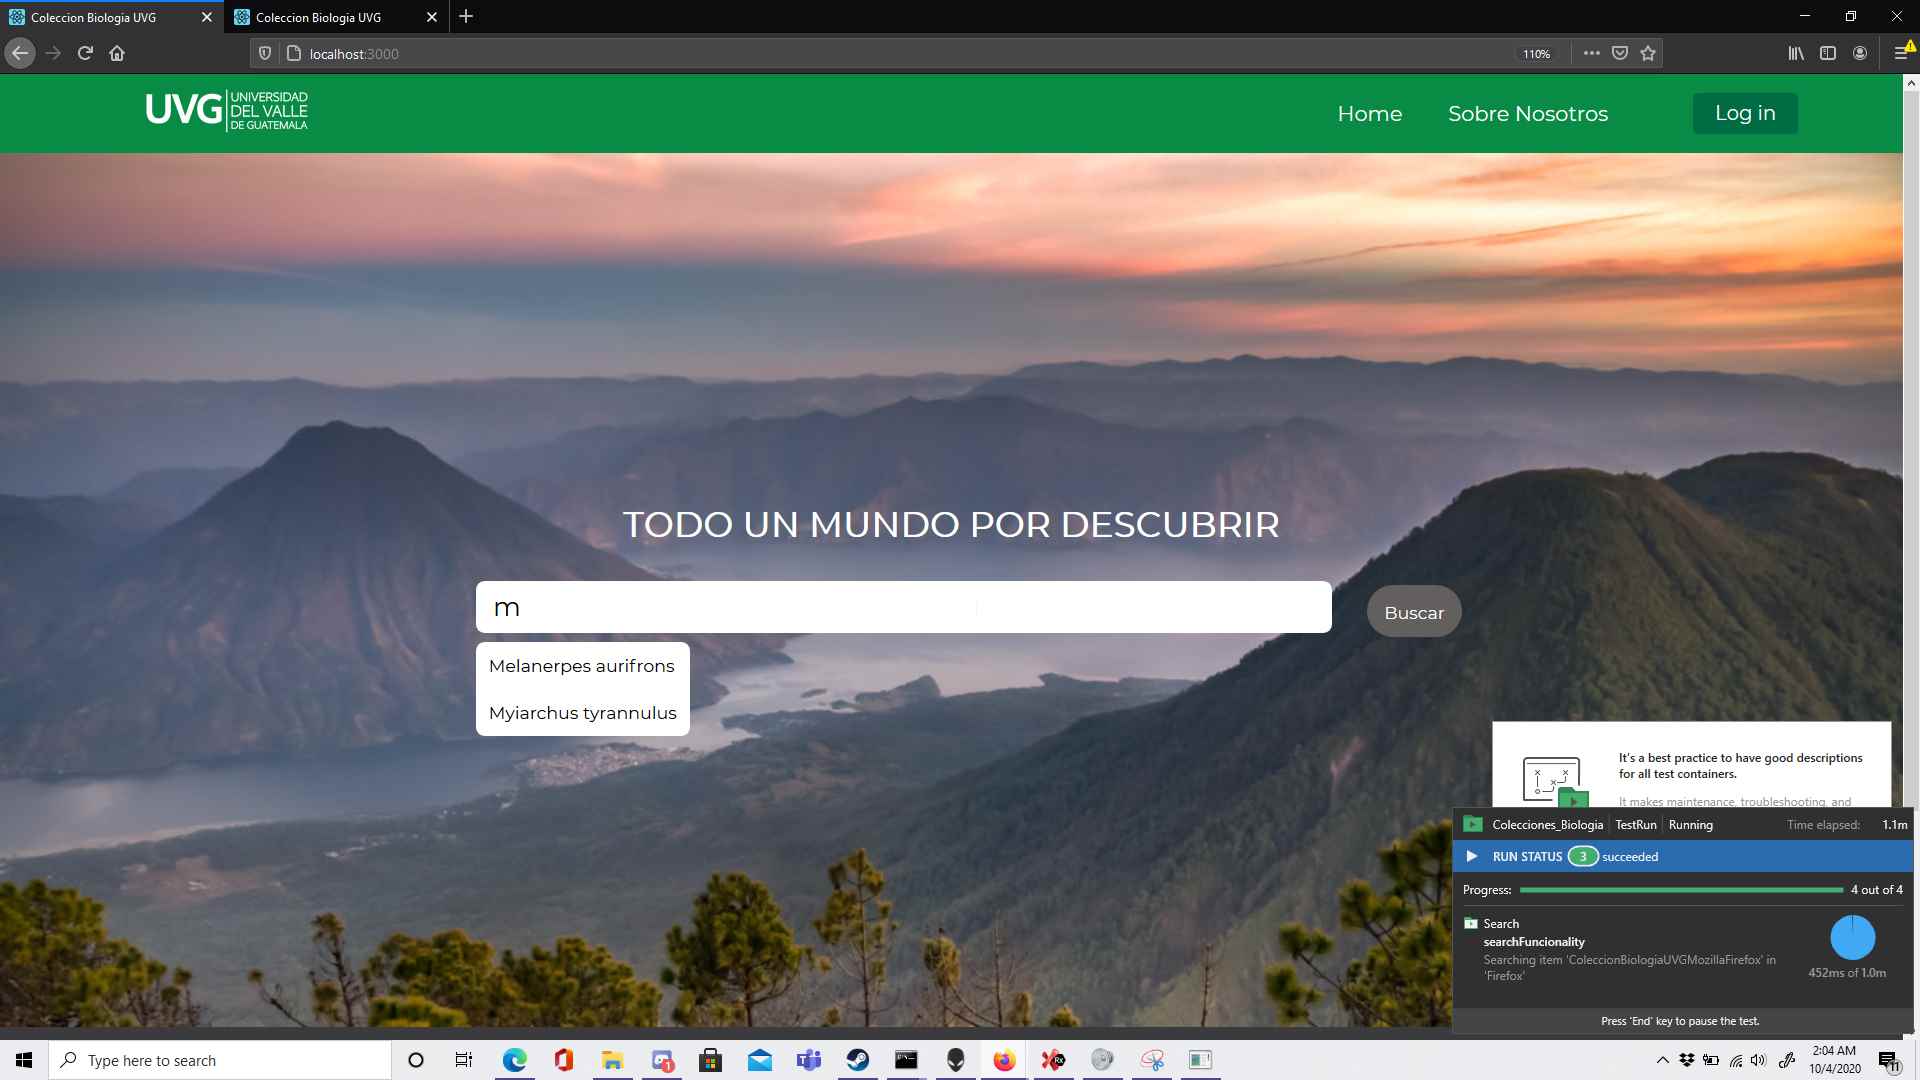 Coleccion Biologia UVG
Coleccion Biologia UVG
localhost:3000
110%
UVG UNIVERSIDAD
DEL VALLE
DE GUATEMALA
Home
Sobre Nosotros
Log in
TODO UN MUNDO POR DESCUBRIR
m
Buscar
Melanerpes aurifrons
Myiarchus tyrannulus
It's a best practice to have good descriptions
for all test containers.
It makes maintenance, troubleshooting, and
Colecciones_Biologia TestRun Running Time elapsed: 1.1m
RUN STATUS 3 succeeded
Progress: 4 out of 4
Search
searchFuncionality
Searching item 'ColeccionBiologiaUVGMozillaFirefox' in
'Firefox'
452ms of 1.0m
Press 'End' key to pause the test.
Type here to search
1
2:04 AM
10/4/2020
11